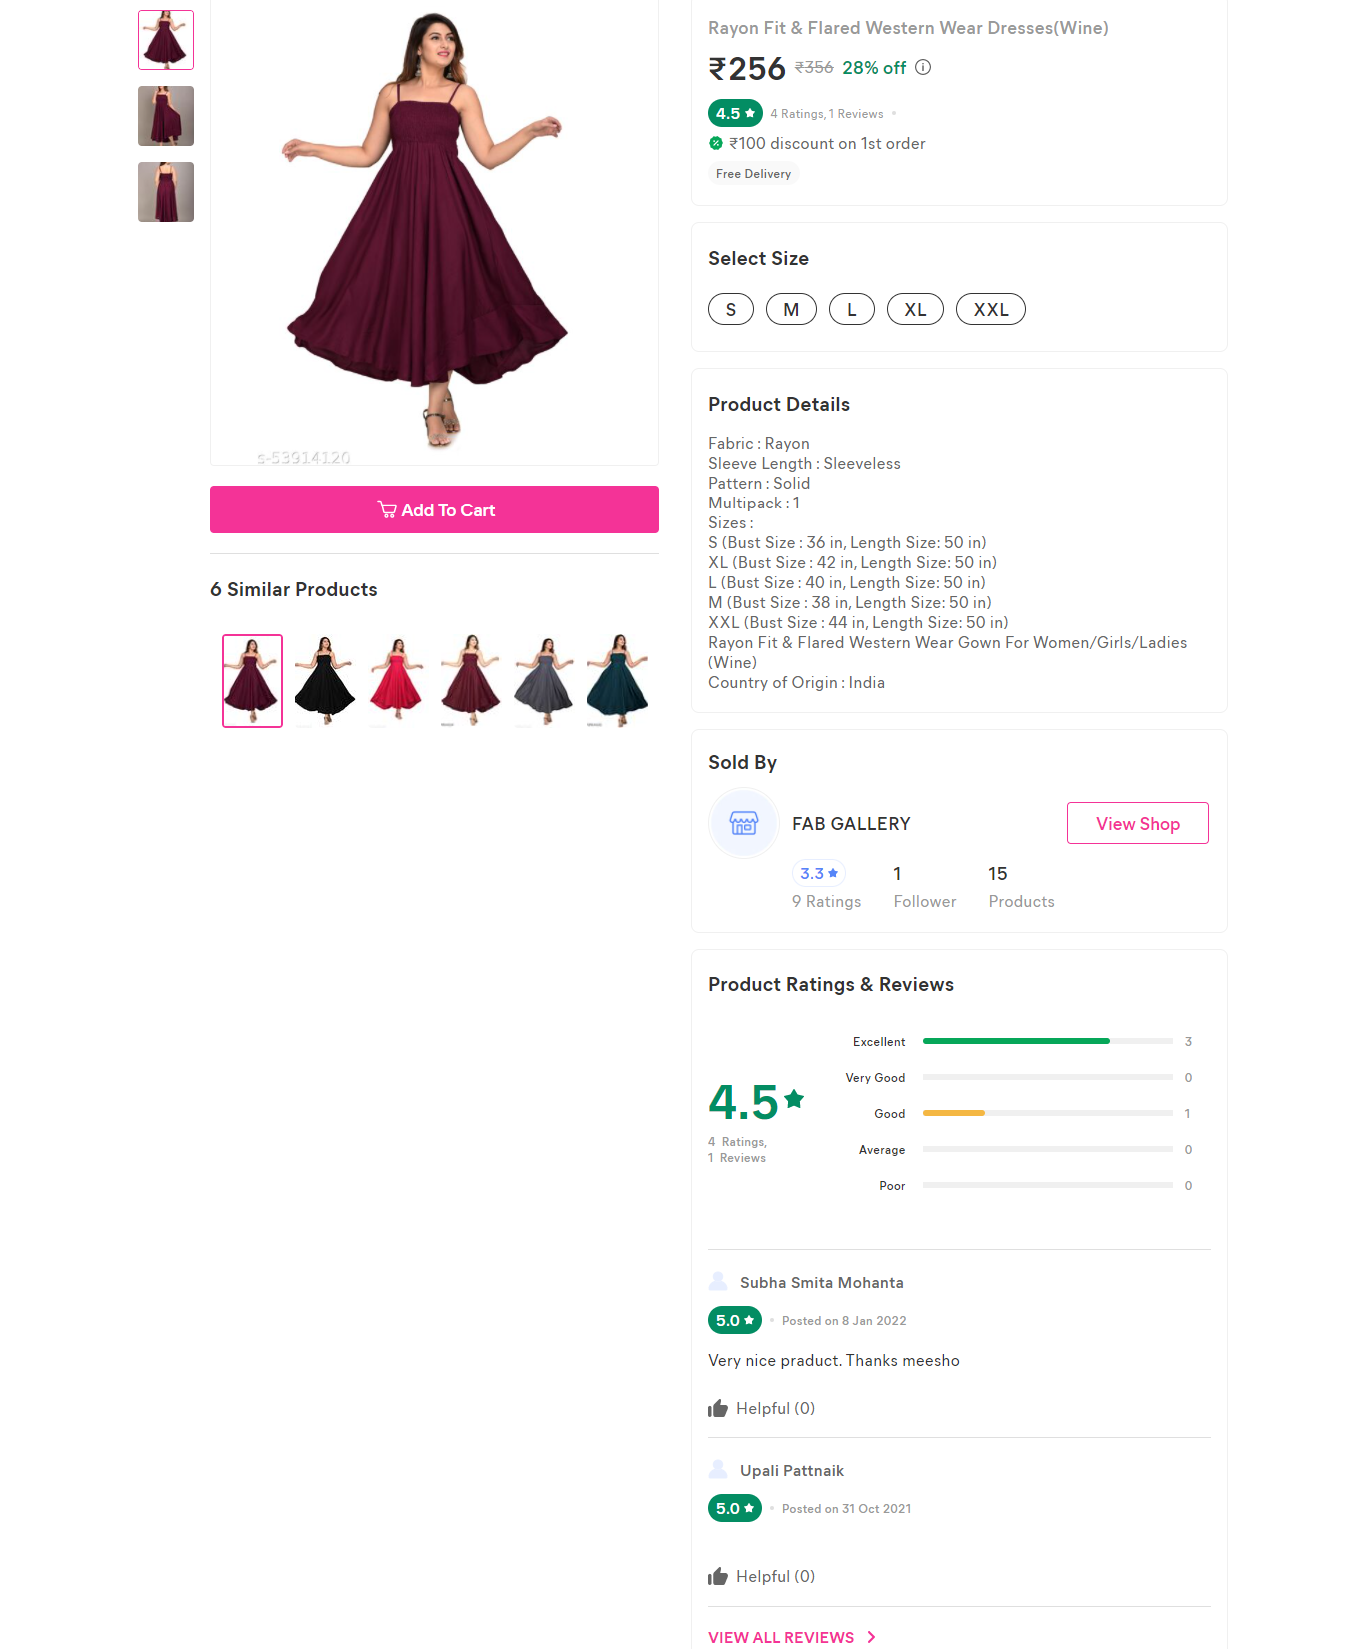 s-53914120
Add To Cart
6 Similar Products
Rayon Fit & Flared Western Wear Dresses(Wine)
₹256 ₹356 28% off
4.5 4 Ratings, 1 Reviews
₹100 discount on 1st order
Free Delivery
Select Size
S M L XL XXL
Product Details
Fabric : Rayon
Sleeve Length : Sleeveless
Pattern : Solid
Multipack : 1
Sizes :
S (Bust Size : 36 in, Length Size: 50 in)
XL (Bust Size : 42 in, Length Size: 50 in)
L (Bust Size : 40 in, Length Size: 50 in)
M (Bust Size : 38 in, Length Size: 50 in)
XXL (Bust Size : 44 in, Length Size: 50 in)
Rayon Fit & Flared Western Wear Gown For Women/Girls/Ladies
(Wine)
Country of Origin : India
Sold By
FAB GALLERY
View Shop
3.3 1 15
9 Ratings Follower Products
Product Ratings & Reviews
Excellent 3
Very Good 0
Good 1
Average 0
Poor 0
4.5
4 Ratings,
1 Reviews
Subha Smita Mohanta
5.0 Posted on 8 Jan 2022
Very nice praduct. Thanks meesho
Helpful (0)
Upali Pattnaik
5.0 Posted on 31 Oct 2021
Helpful (0)
VIEW ALL REVIEWS